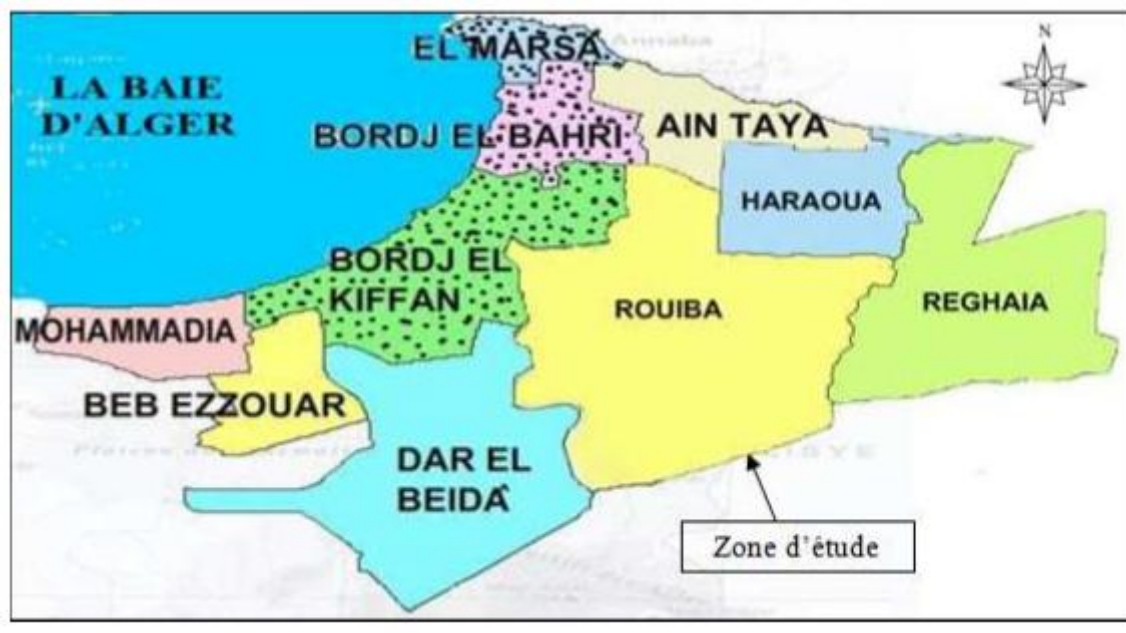 N
EL MARSA
LA BAIE
D'ALGER
BORDJ EL BAHRI
AIN TAYA
HARAOUA
BORDJ EL
KIFFAN
ROUIBA
REGHAIA
MOHAMMADIA
BEB EZZOUAR
DAR EL
BEIDA
Zone d'étude